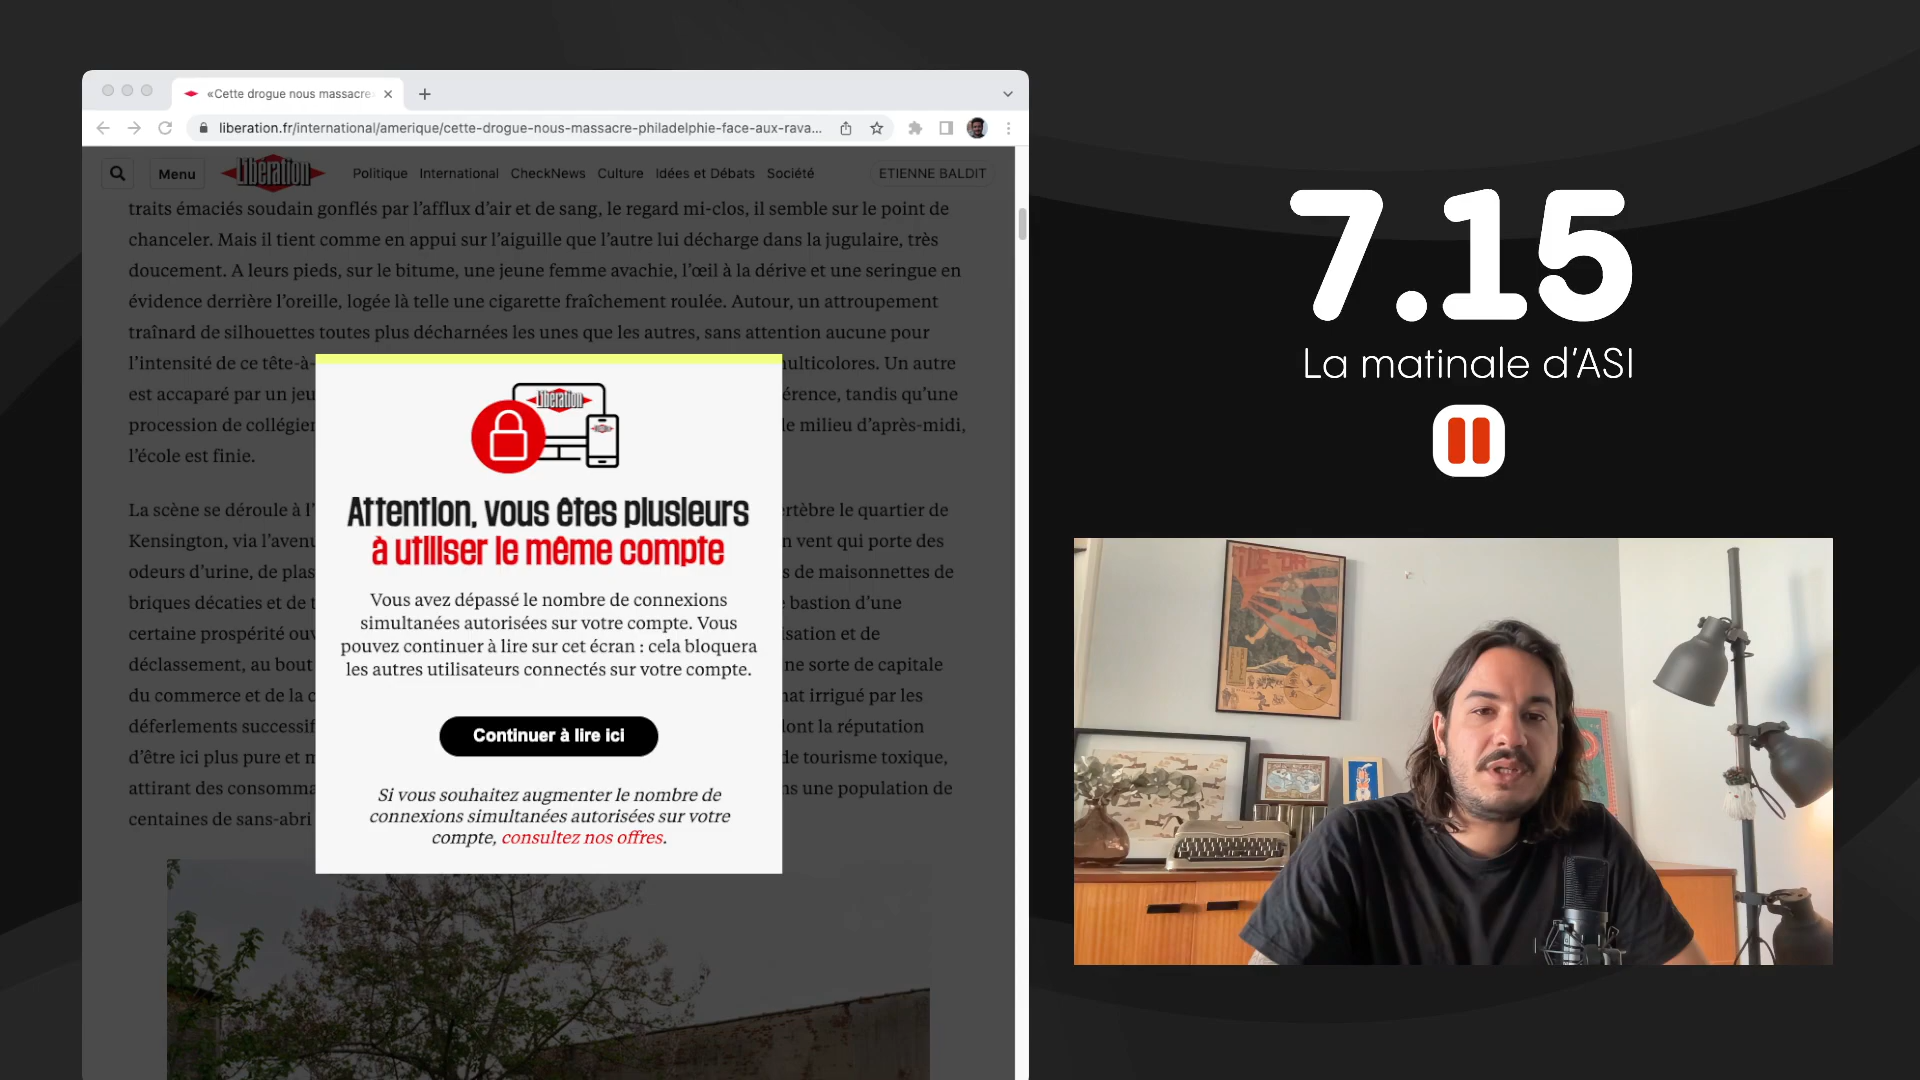 «Cette drogue nous massacre
liberation.fr/international/amerique/cette-drogue-nous-massacre-philadelphie-face-aux-rava...
Menu
Libération
Politique
International
CheckNews
Culture
Idées et Débats
Société
ETIENNE BALDIT
traits émaciés soudain gonflés par l’afflux d’air et de sang, le regard mi-clos, il semble sur le point de
chanceler. Mais il tient comme en appui sur l’aiguille que l’autre lui décharge dans la jugulaire, très
doucement. A leurs pieds, sur le bitume, une jeune femme avachie, l’œil à la dérive et une seringue en
évidence derrière l’oreille, logée là telle une cigarette fraîchement roulée. Autour, un attroupement
traînard de silhouettes toutes plus décharnées les unes que les autres, sans attention aucune pour
l’intensité de ce tête-à- multicolores. Un autre
est accaparé par un jeu érence, tandis qu’une
procession de collégien le milieu d’après-midi,
l’école est finie.
La scène se déroule à l’ ertèbre le quartier de
Kensington, via l’avenu n vent qui porte des
odeurs d’urine, de plas s de maisonnettes de
briques décaties et de t bastion d’une
certaine prospérité ouv isation et de
déclassement, au bout ne sorte de capitale
du commerce et de la c nat irrigué par les
déferlements successif dont la réputation
d’être ici plus pure et m de tourisme toxique,
attirant des consomma ns une population de
centaines de sans-abri
Libération
Attention, vous êtes plusieurs
à utiliser le même compte
Vous avez dépassé le nombre de connexions
simultanées autorisées sur votre compte. Vous
pouvez continuer à lire sur cet écran : cela bloquera
les autres utilisateurs connectés sur votre compte.
Continuer à lire ici
Si vous souhaitez augmenter le nombre de
connexions simultanées autorisées sur votre
compte, consultez nos offres.
7.15
La matinale d’ASI